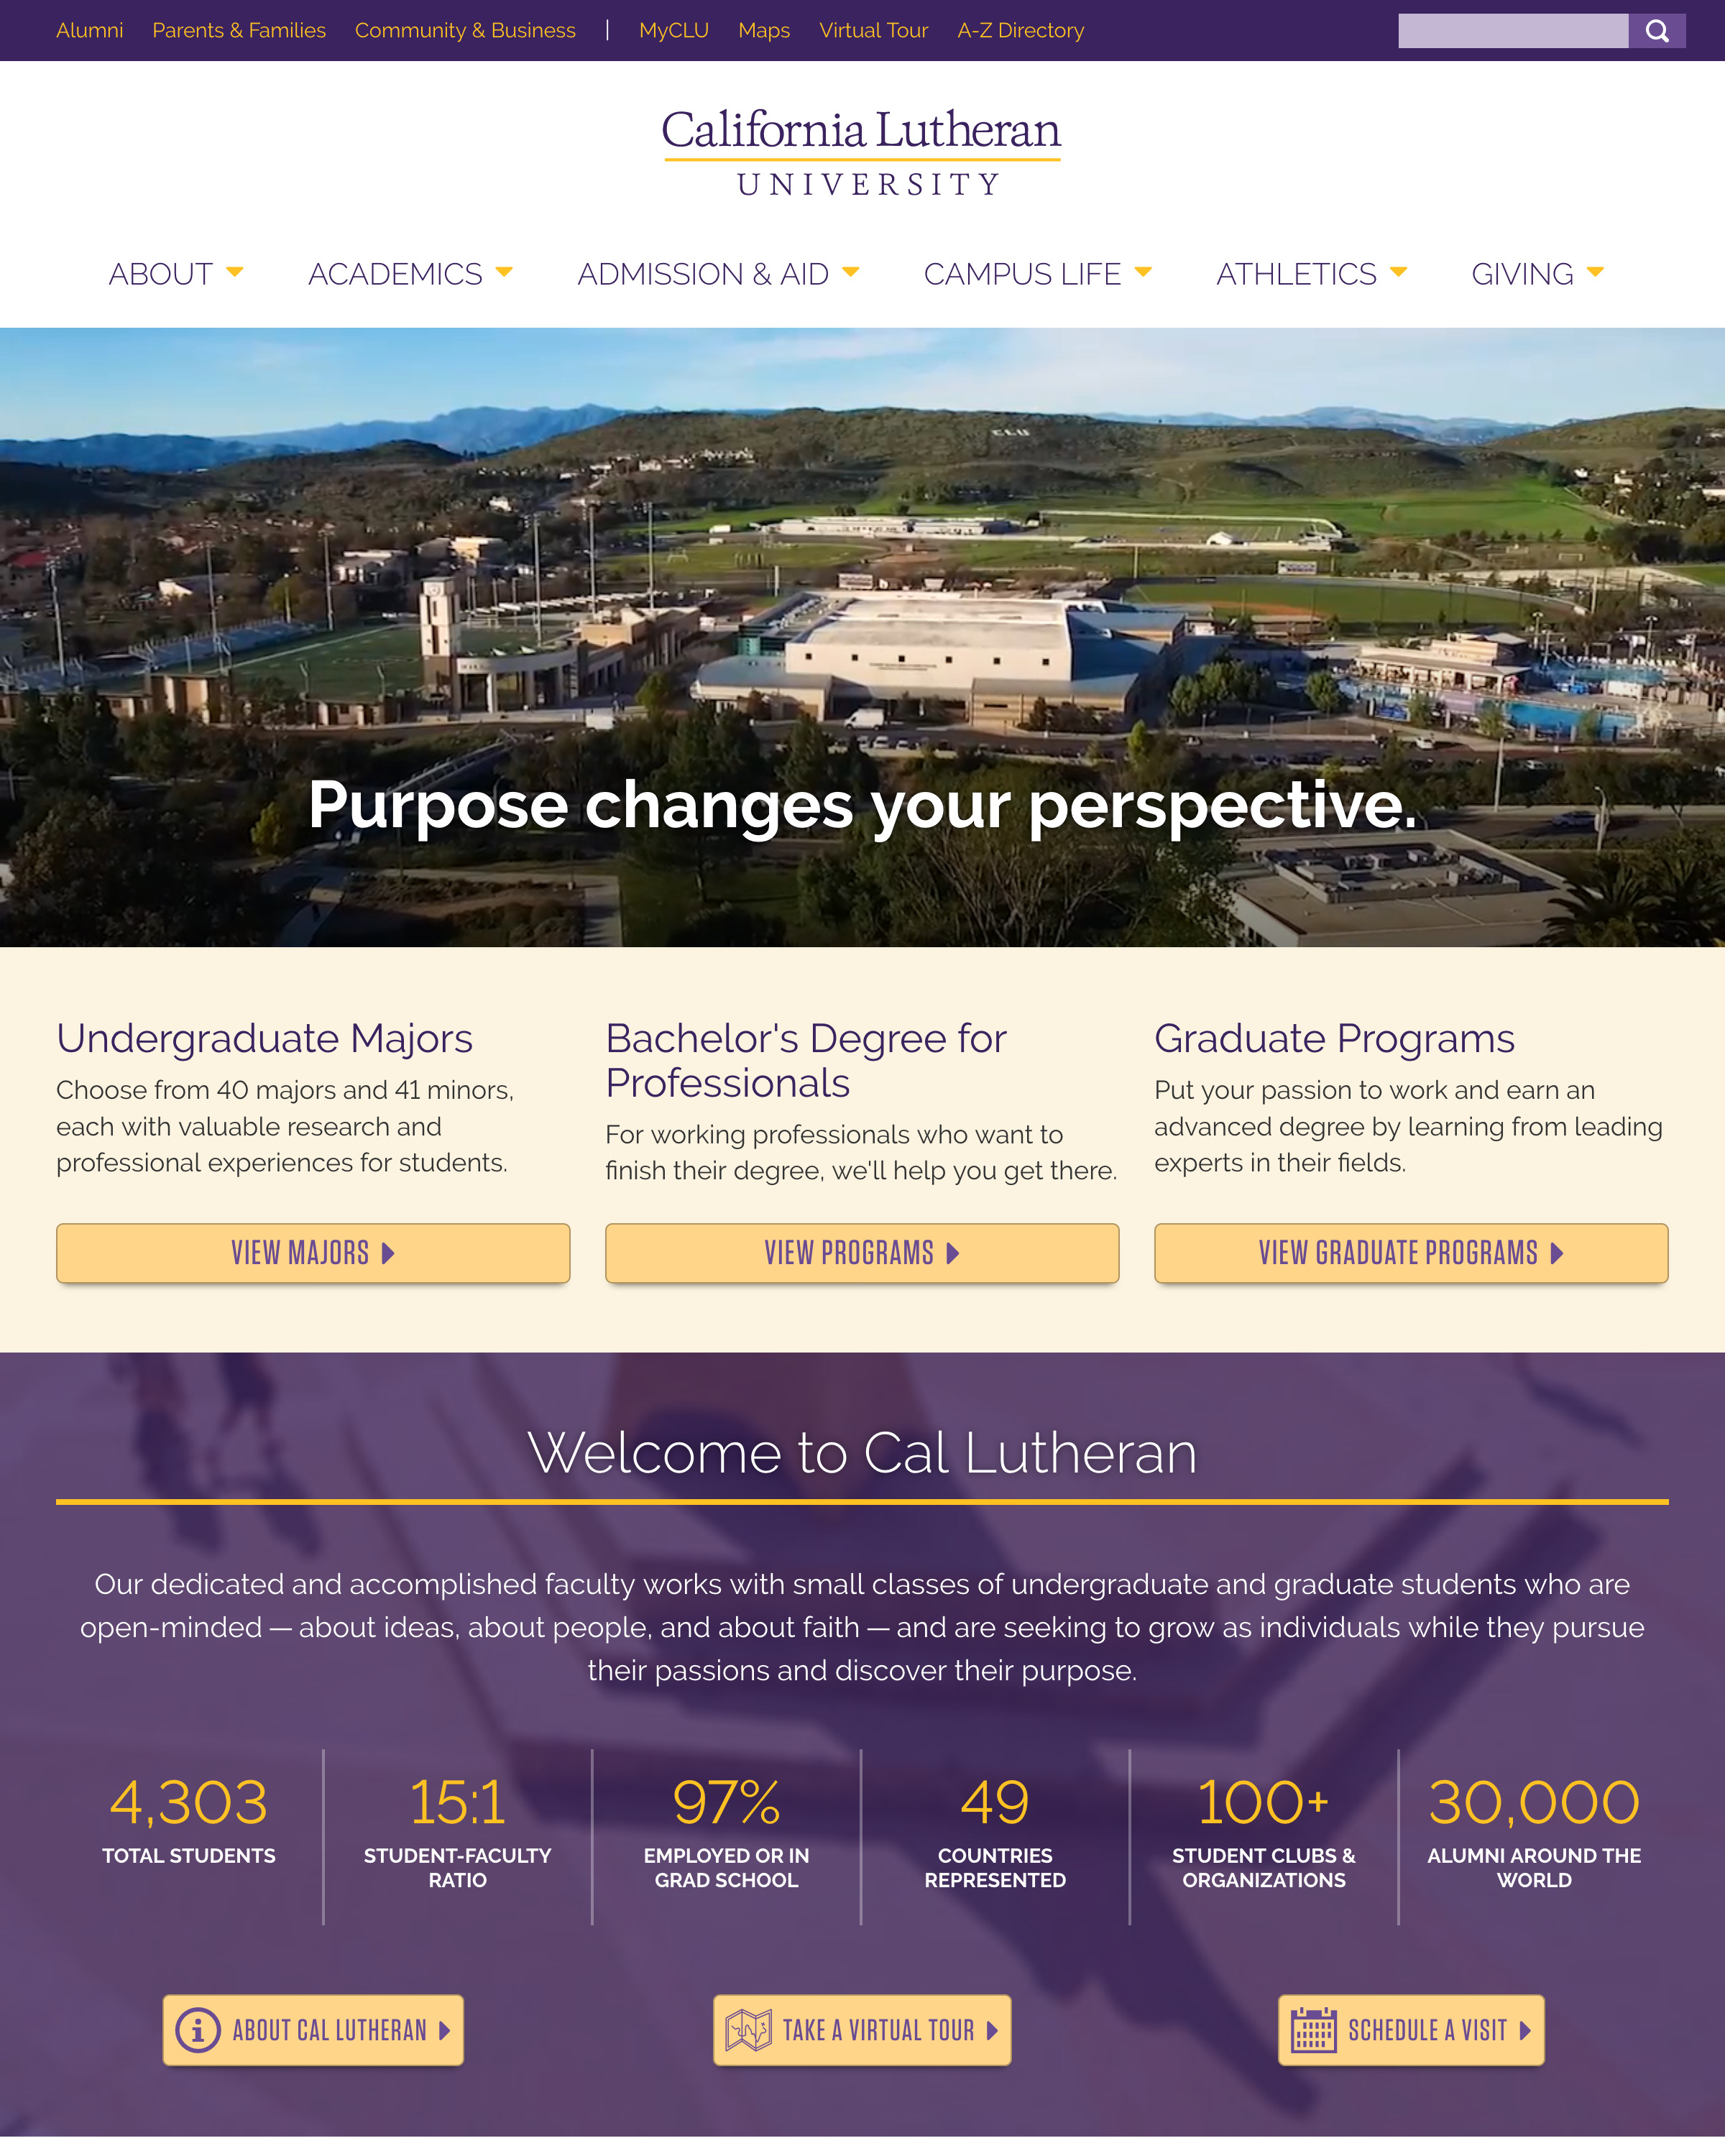 Alumni Parents & Families Community & Business | MyCLU Maps Virtual Tour A-Z Directory
California Lutheran
UNIVERSITY
ABOUT ACADEMICS ADMISSION & AID CAMPUS LIFE ATHLETICS GIVING
CLU
Purpose changes your perspective.
Undergraduate Majors
Choose from 40 majors and 41 minors,
each with valuable research and
professional experiences for students.
VIEW MAJORS
Bachelor's Degree for
Professionals
For working professionals who want to
finish their degree, we'll help you get there.
VIEW PROGRAMS
Graduate Programs
Put your passion to work and earn an
advanced degree by learning from leading
experts in their fields.
VIEW GRADUATE PROGRAMS
Welcome to Cal Lutheran
Our dedicated and accomplished faculty works with small classes of undergraduate and graduate students who are
open-minded — about ideas, about people, and about faith — and are seeking to grow as individuals while they pursue
their passions and discover their purpose.
4,303
TOTAL STUDENTS
15:1
STUDENT-FACULTY
RATIO
97%
EMPLOYED OR IN
GRAD SCHOOL
49
COUNTRIES
REPRESENTED
100+
STUDENT CLUBS &
ORGANIZATIONS
30,000
ALUMNI AROUND THE
WORLD
ABOUT CAL LUTHERAN
TAKE A VIRTUAL TOUR
SCHEDULE A VISIT